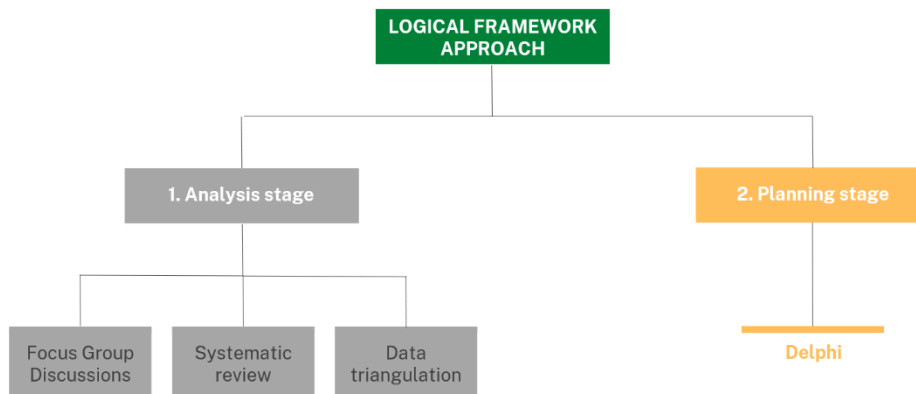 LOGICAL FRAMEWORK
APPROACH
1. Analysis stage
2. Planning stage
Focus Group
Discussions
Systematic
review
Data
triangulation
Delphi